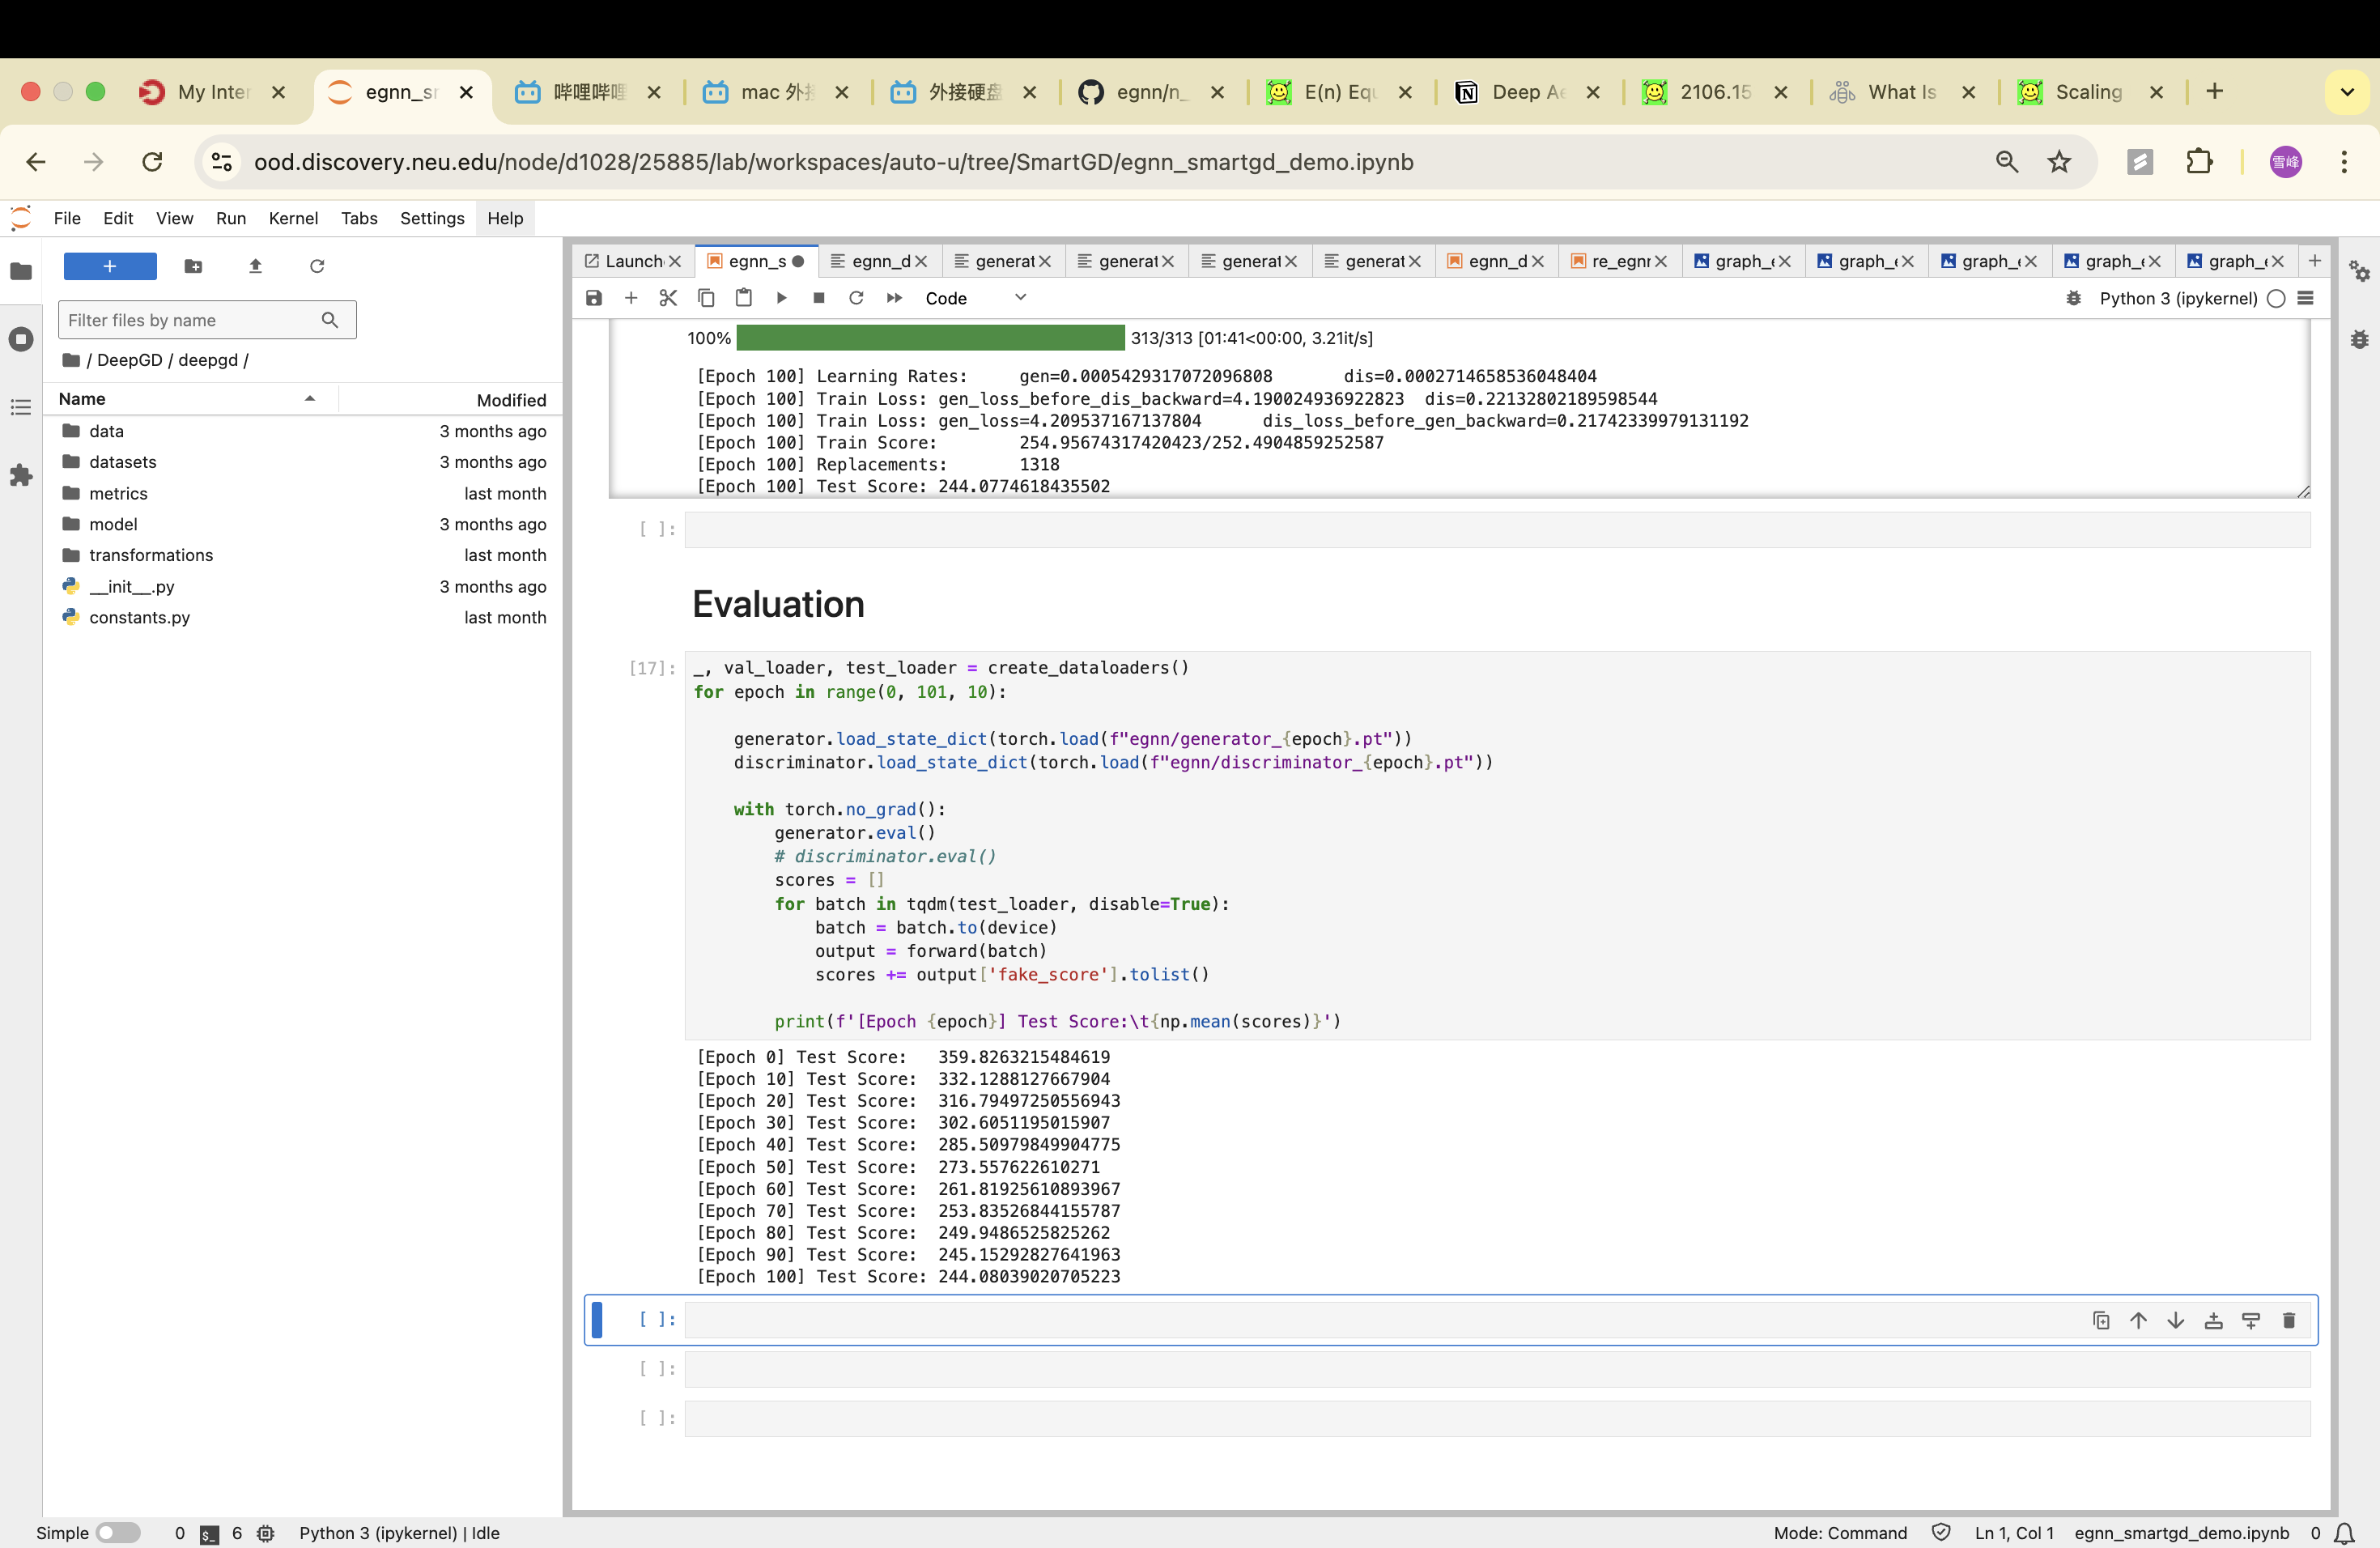 My Inter
egnn_sr
哔哩哔哩
mac 外接
外接硬盘
egnn/n_
E(n) Equ
Deep Ae
2106.15
What Is
Scaling
ood.discovery.neu.edu/node/d1028/25885/lab/workspaces/auto-u/tree/SmartGD/egnn_smartgd_demo.ipynb
雪峰
File Edit View Run Kernel Tabs Settings Help
Filter files by name
/ DeepGD / deepgd /
Name Modified
data 3 months ago
datasets 3 months ago
metrics last month
model 3 months ago
transformations last month
__init__.py 3 months ago
constants.py last month
Launch egnn_s egnn_d generat generat generat generat egnn_d re_egnr graph_e graph_e graph_e graph_e graph_e
Code Python 3 (ipykernel)
100% 313/313 [01:41<00:00, 3.21it/s]
[Epoch 100] Learning Rates: gen=0.0005429317072096808 dis=0.0002714658536048404
[Epoch 100] Train Loss: gen_loss_before_dis_backward=4.190024936922823 dis=0.22132802189598544
[Epoch 100] Train Loss: gen_loss=4.209537167137804 dis_loss_before_gen_backward=0.21742339979131192
[Epoch 100] Train Score: 254.95674317420423/252.4904859252587
[Epoch 100] Replacements: 1318
[Epoch 100] Test Score: 244.0774618435502
[ ]:
Evaluation
[17]:
_, val_loader, test_loader = create_dataloaders()
for epoch in range(0, 101, 10):
generator.load_state_dict(torch.load(f"egnn/generator_{epoch}.pt"))
discriminator.load_state_dict(torch.load(f"egnn/discriminator_{epoch}.pt"))
with torch.no_grad():
generator.eval()
# discriminator.eval()
scores = []
for batch in tqdm(test_loader, disable=True):
batch = batch.to(device)
output = forward(batch)
scores += output['fake_score'].tolist()
print(f'[Epoch {epoch}] Test Score:\t{np.mean(scores)}')
[Epoch 0] Test Score: 359.8263215484619
[Epoch 10] Test Score: 332.1288127667904
[Epoch 20] Test Score: 316.79497250556943
[Epoch 30] Test Score: 302.6051195015907
[Epoch 40] Test Score: 285.50979849904775
[Epoch 50] Test Score: 273.557622610271
[Epoch 60] Test Score: 261.81925610893967
[Epoch 70] Test Score: 253.83526844155787
[Epoch 80] Test Score: 249.9486525825262
[Epoch 90] Test Score: 245.15292827641963
[Epoch 100] Test Score: 244.08039020705223
[ ]:
[ ]:
[ ]:
Simple 0 6 Python 3 (ipykernel) | Idle Mode: Command Ln 1, Col 1 egnn_smartgd_demo.ipynb 0